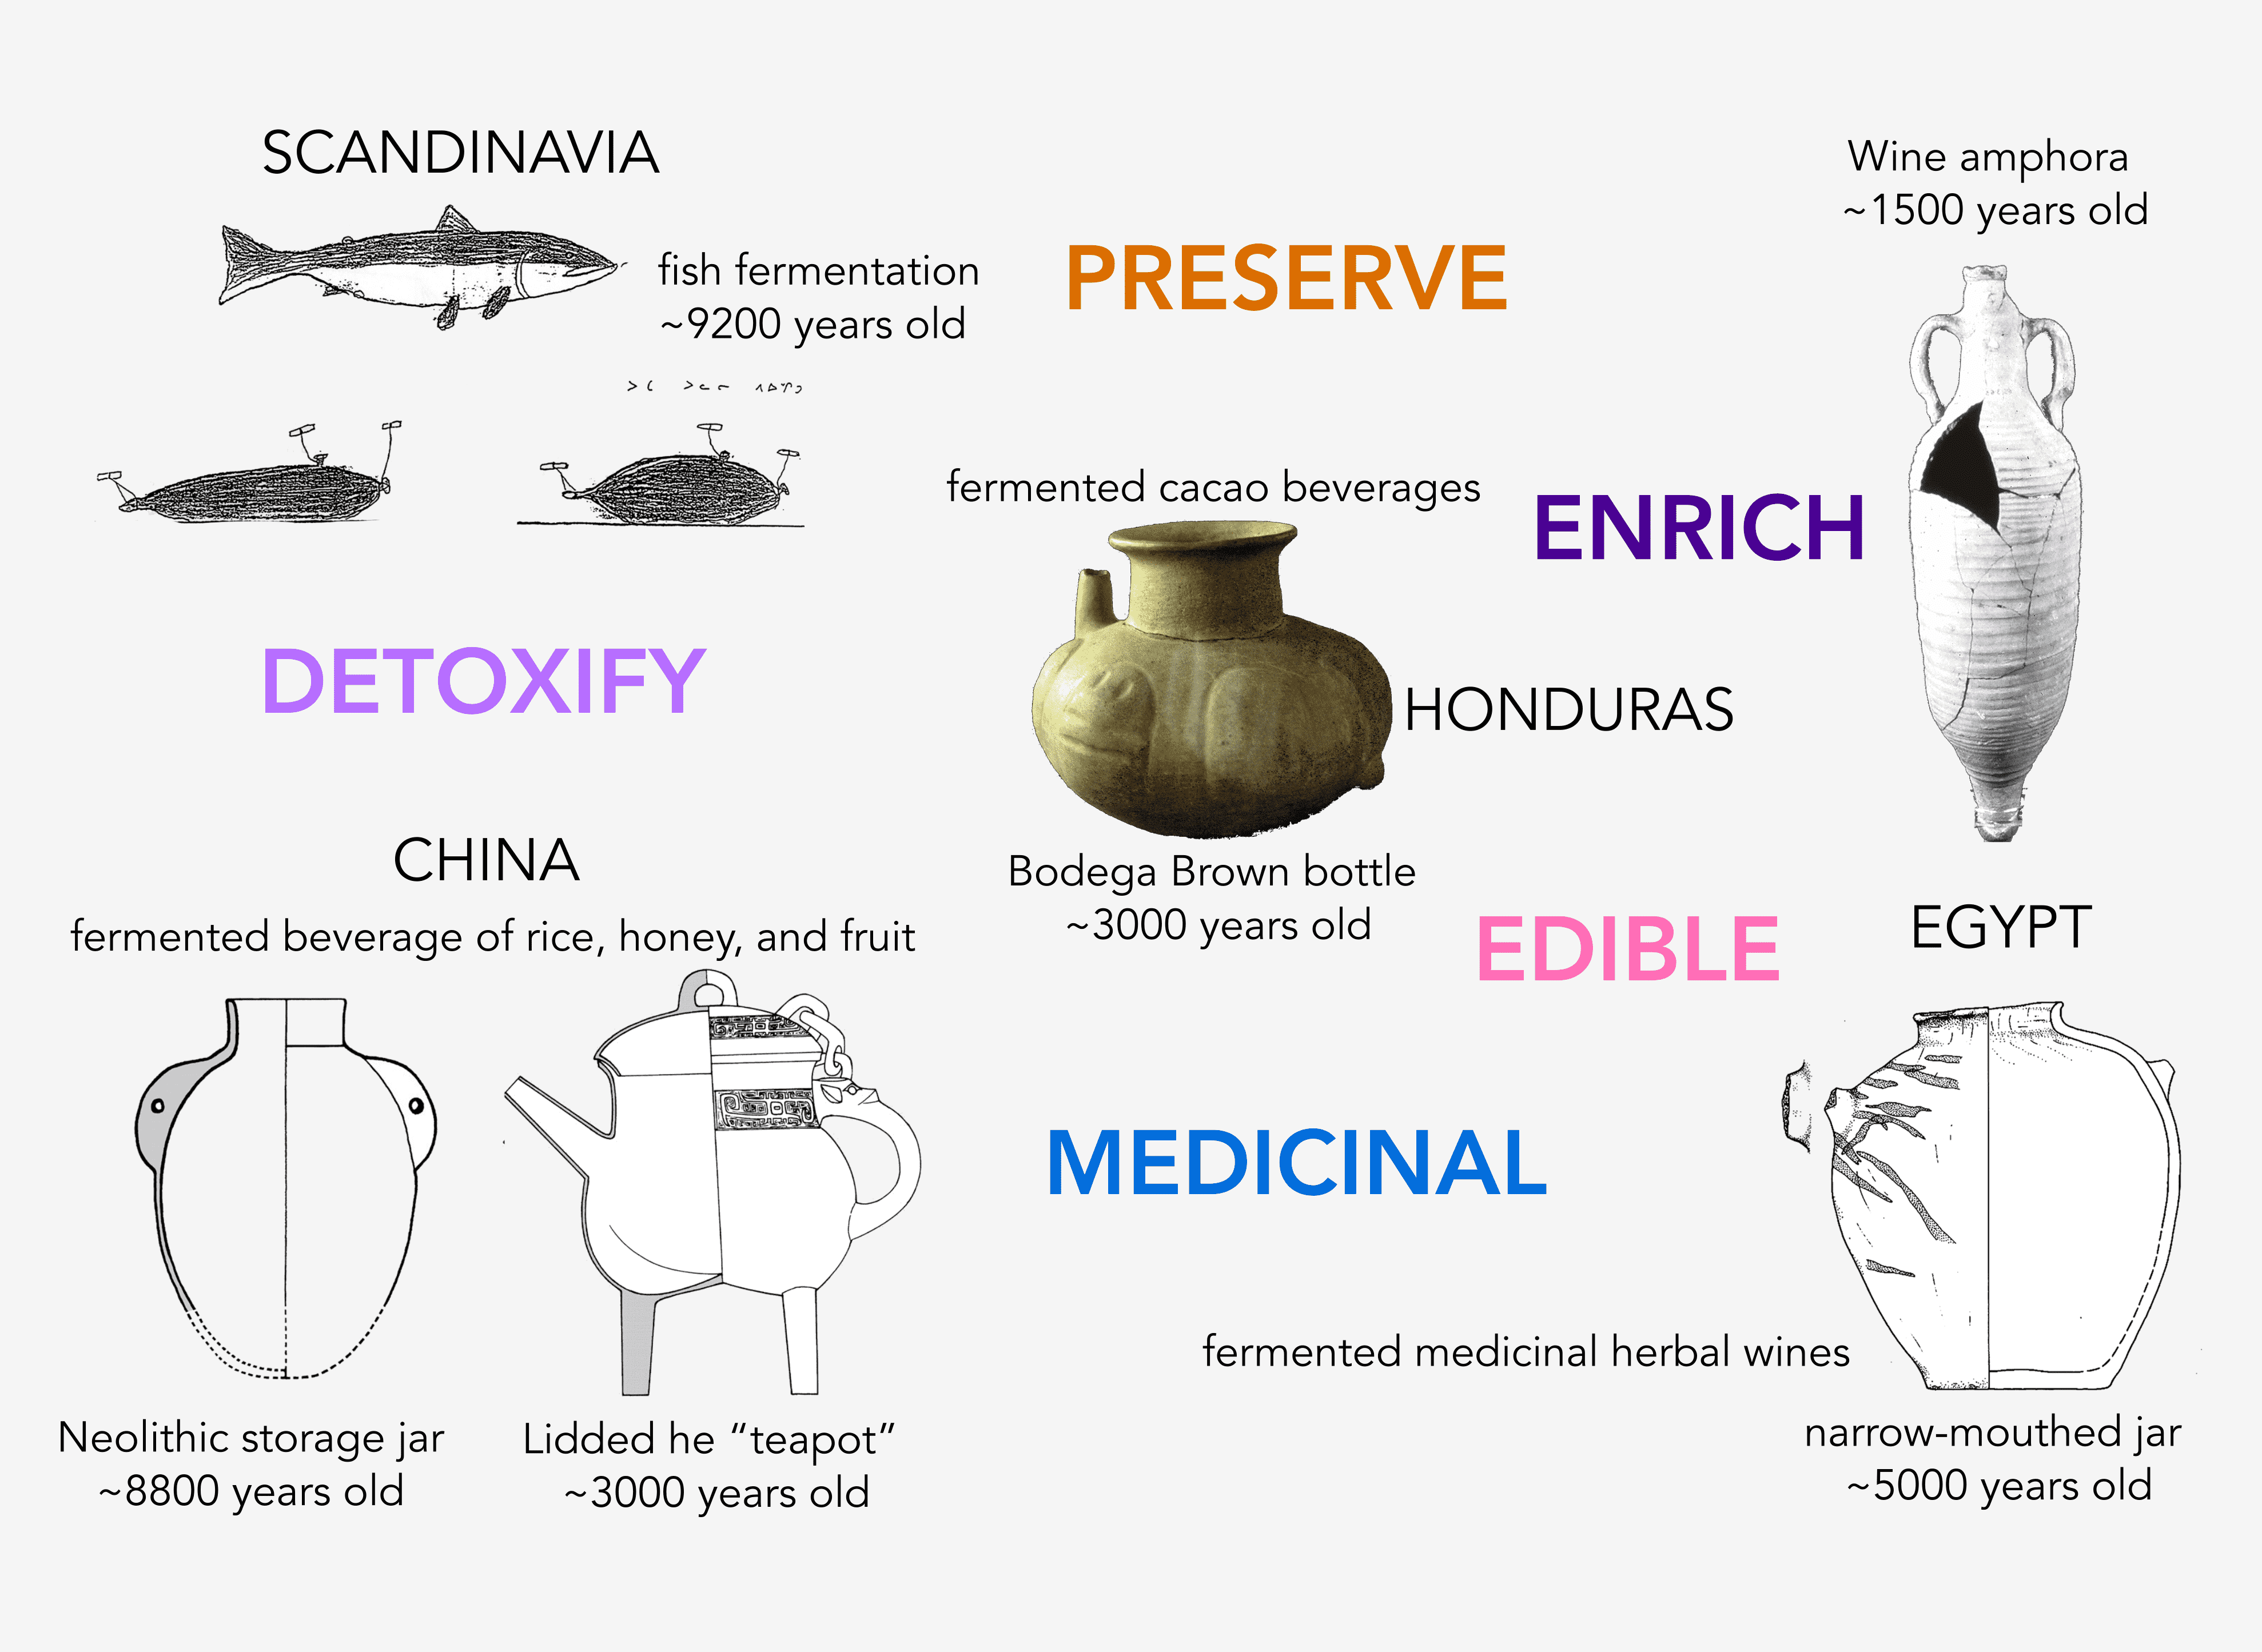 SCANDINAVIA
fish fermentation
~9200 years old
PRESERVE
Wine amphora
~1500 years old
fermented cacao beverages
ENRICH
DETOXIFY
HONDURAS
Bodega Brown bottle
~3000 years old
CHINA
fermented beverage of rice, honey, and fruit
EDIBLE
EGYPT
MEDICINAL
fermented medicinal herbal wines
Neolithic storage jar
~8800 years old
Lidded he “teapot”
~3000 years old
narrow-mouthed jar
~5000 years old